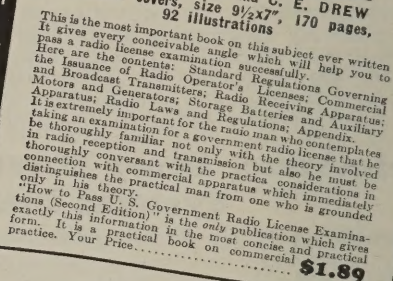 C. E. DREW
covers, size 9½x7", 170 pages,
92 illustrations
This is the most important book on this subject ever written
It gives every conceivable angle which will help you to
pass a radio license examination successfully.
Here are the contents: Standard Regulations Governing
the Issuance of Radio Operator's Licenses; Commercial
and Broadcast Transmitters; Radio Receiving Apparatus;
Motors and Generators; Storage Batteries and Auxiliary
Apparatus; Radio Laws and Regulations; Appendix.
It is extremely important for the radio man who contemplates
taking an examination for a government radio license that he
be thoroughly familiar not only with the theory involved
in radio reception and transmission but also he must be
thoroughly conversant with the practical considerations in
connection with commercial apparatus which immediately
distinguishes the practical man from one who is grounded
only in his theory.
"How to Pass U. S. Government Radio License Examina-
tions (Second Edition)" is the only publication which gives
exactly this information in the most concise and practical
form. It is a practical book on commercial
practice. Your Price.................... $1.89